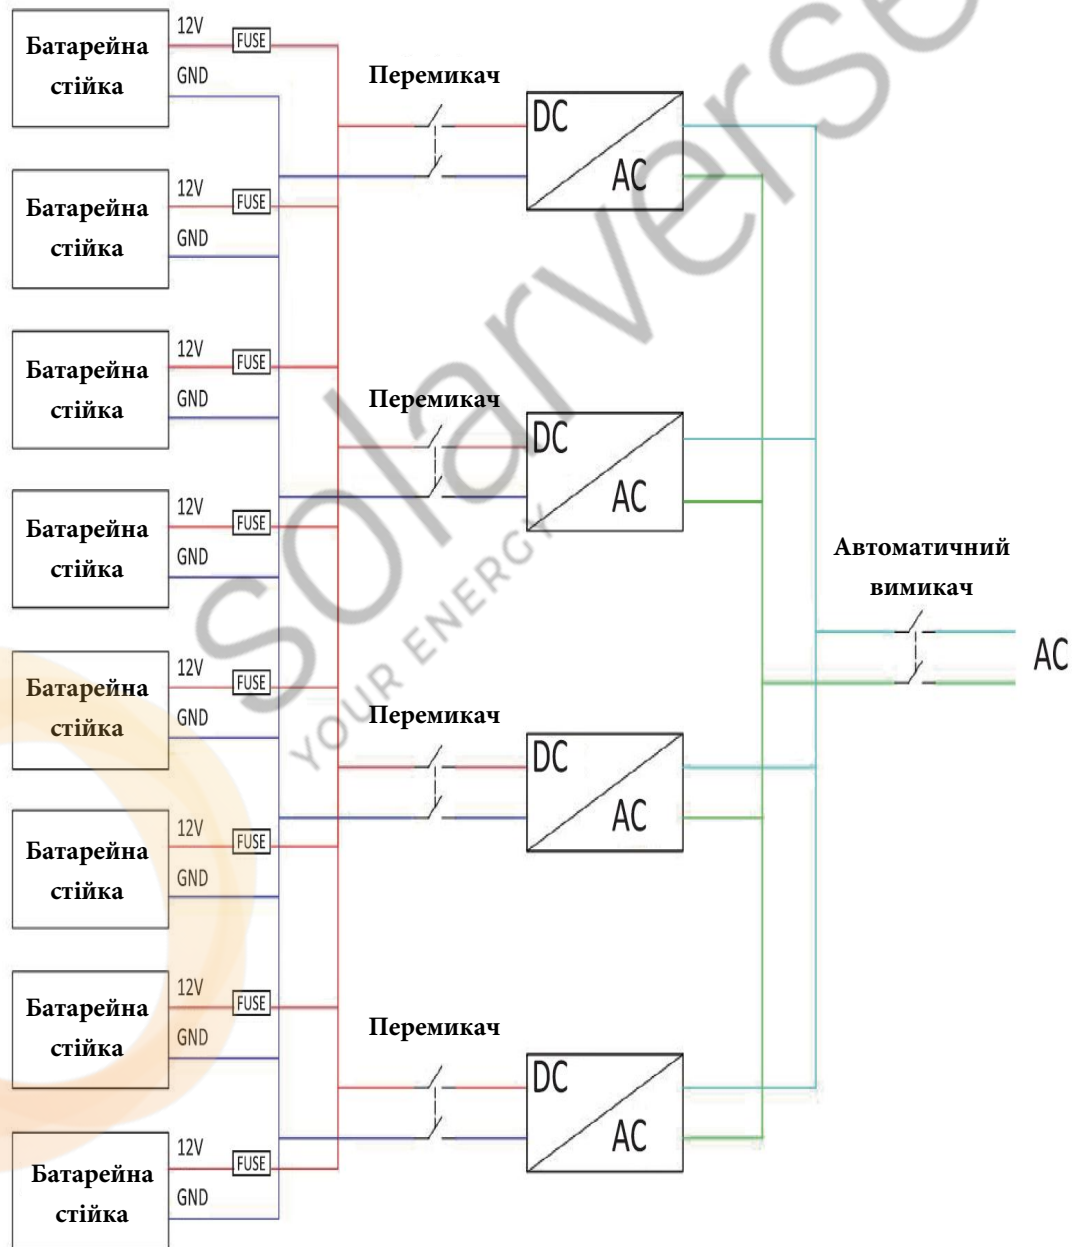 Батарейна
стійка
12V
FUSE
GND
Перемикач
DC
AC
Батарейна
стійка
12V
FUSE
GND
Батарейна
стійка
12V
FUSE
GND
Перемикач
DC
AC
Батарейна
стійка
12V
FUSE
GND
Автоматичний
вимикач
AC
Батарейна
стійка
12V
FUSE
GND
Перемикач
DC
AC
Батарейна
стійка
12V
FUSE
GND
Батарейна
стійка
12V
FUSE
GND
Перемикач
DC
AC
Батарейна
стійка
12V
FUSE
GND
solarverse
YOUR ENERGY